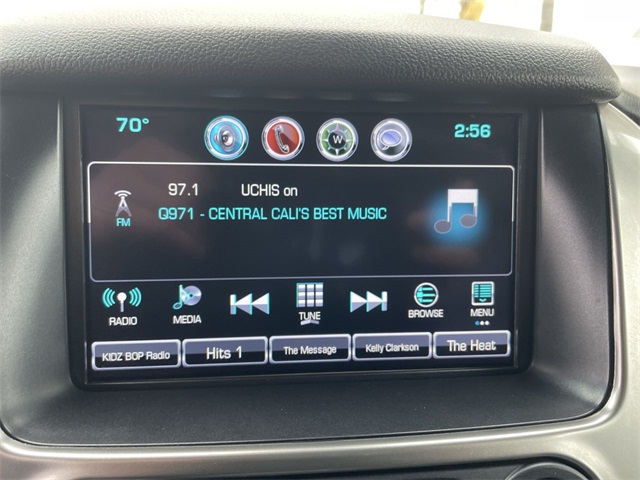 70°
W
2:56
97.1 UCHIS on
FM
Q971 - CENTRAL CALI'S BEST MUSIC
RADIO
MEDIA
TUNE
BROWSE
MENU
KIDZ BOP Radio
Hits 1
The Message
Kelly Clarkson
The Heat